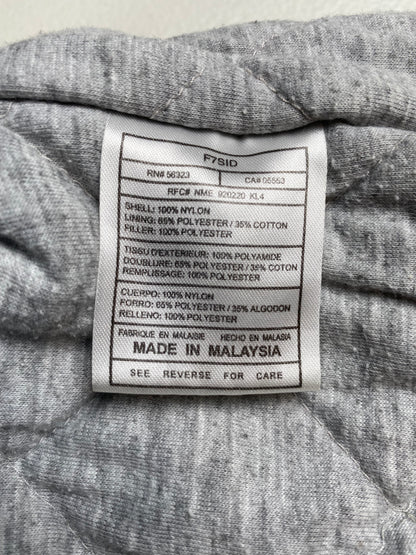 F7SID
RN# 56323 CA# 05553
RFC# NME 920220 KL4
SHELL: 100% NYLON
LINING: 65% POLYESTER / 35% COTTON
FILLER: 100% POLYESTER
TISSU D'EXTERIEUR: 100% POLYAMIDE
DOUBLURE: 65% POLYESTER / 35% COTON
REMPLISSAGE: 100% POLYESTER
CUERPO: 100% NYLON
FORRO: 65% POLYESTER / 35% ALGODON
RELLENO: 100% POLYESTER
FABRIQUE EN MALAISIE HECHO EN MALASIA
MADE IN MALAYSIA
SEE REVERSE FOR CARE